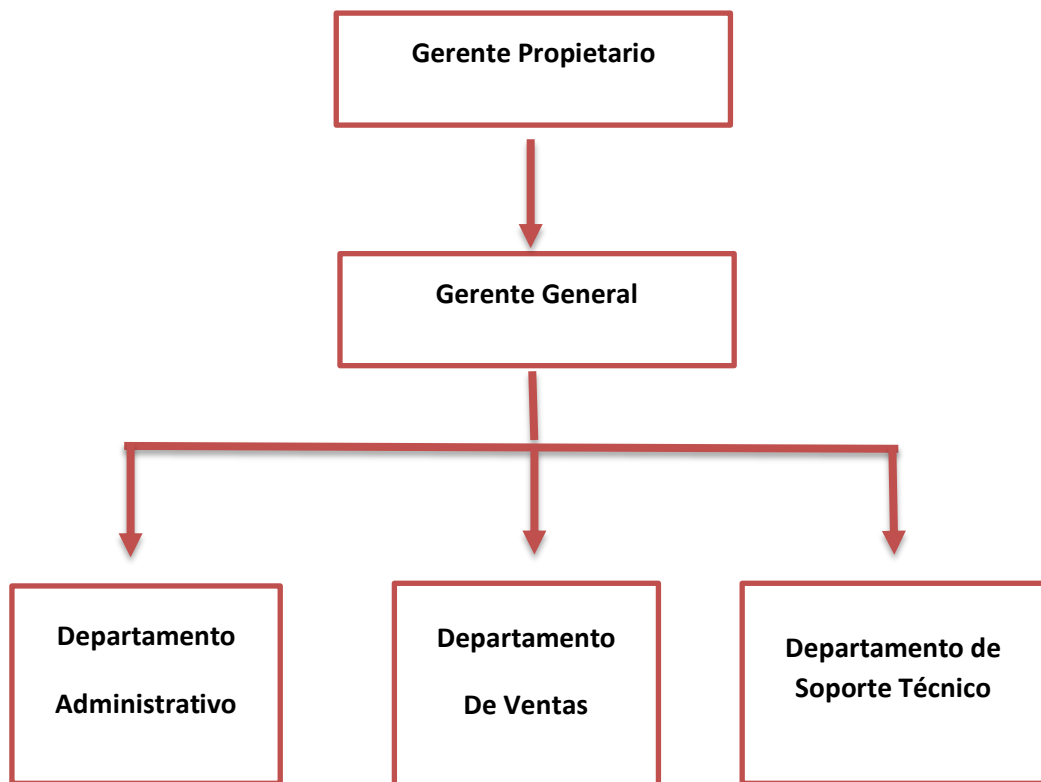 Gerente Propietario
Gerente General
Departamento
Administrativo
Departamento
De Ventas
Departamento de
Soporte Técnico